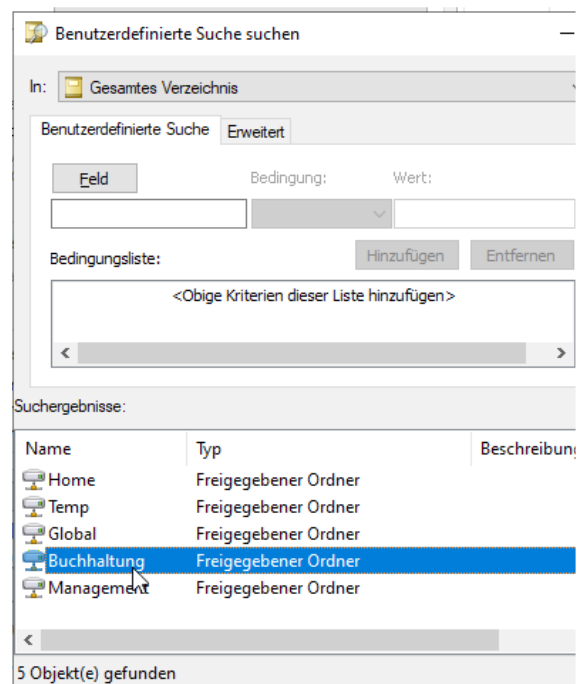 Benutzerdefinierte Suche suchen
In: Gesamtes Verzeichnis
Benutzerdefinierte Suche Erweitert
Feld Bedingung: Wert:
Bedingungsliste: Hinzufügen Entfernen
<Obige Kriterien dieser Liste hinzufügen>
Suchergebnisse:
Name Typ Beschreibung
Home Freigegebener Ordner
Temp Freigegebener Ordner
Global Freigegebener Ordner
Buchhaltung Freigegebener Ordner
Management Freigegebener Ordner
5 Objekt(e) gefunden